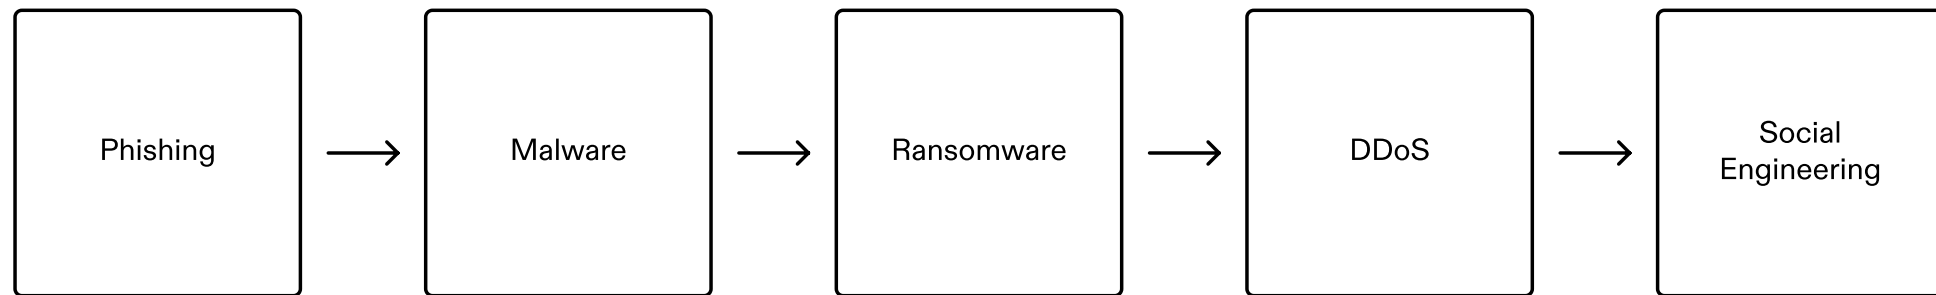 Phishing
Malware
Ransomware
DDoS
Social
Engineering